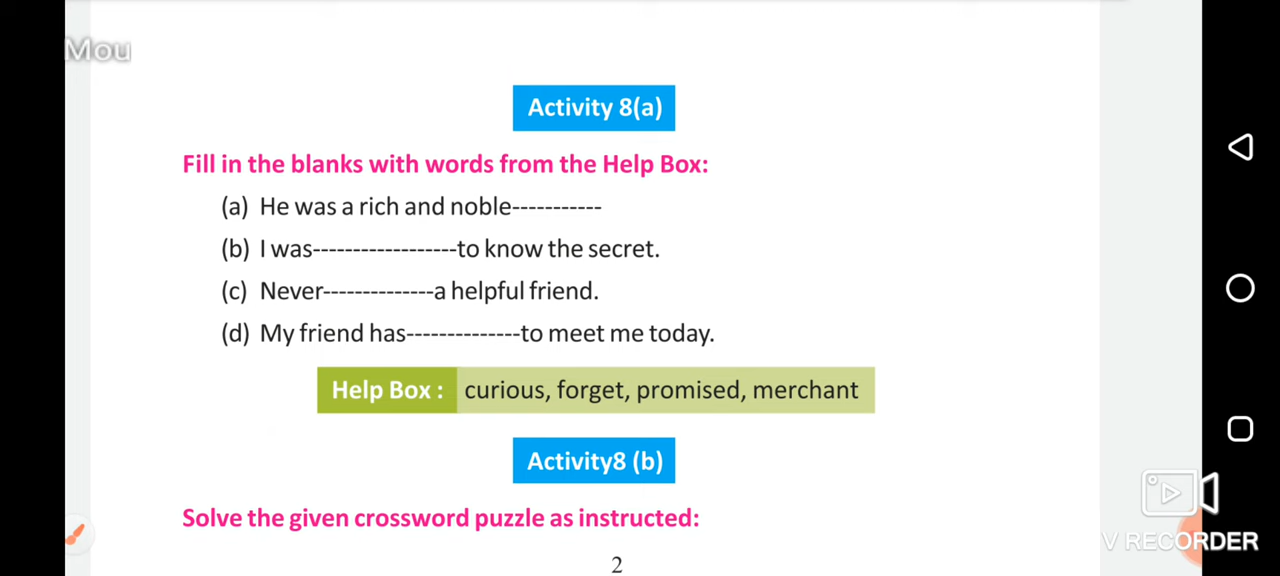 Mou
Activity 8(a)
Fill in the blanks with words from the Help Box:
(a) He was a rich and noble-----------
(b) I was-----------------to know the secret.
(c) Never-------------a helpful friend.
(d) My friend has--------------to meet me today.
Help Box : curious, forget, promised, merchant
Activity8 (b)
Solve the given crossword puzzle as instructed:
2
V RECORDER